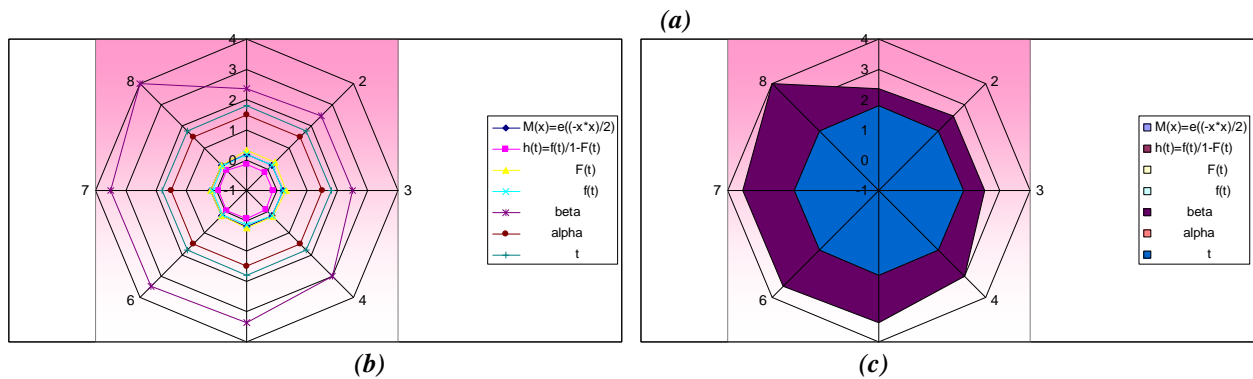 (a)
4
3
2
1
0
-1
2
3
4
6
7
8
M(x)=e((-x*x)/2)
h(t)=f(t)/1-F(t)
F(t)
f(t)
beta
alpha
t
(b)
4
3
2
1
0
-1
2
3
4
6
7
8
M(x)=e((-x*x)/2)
h(t)=f(t)/1-F(t)
F(t)
f(t)
beta
alpha
t
(c)